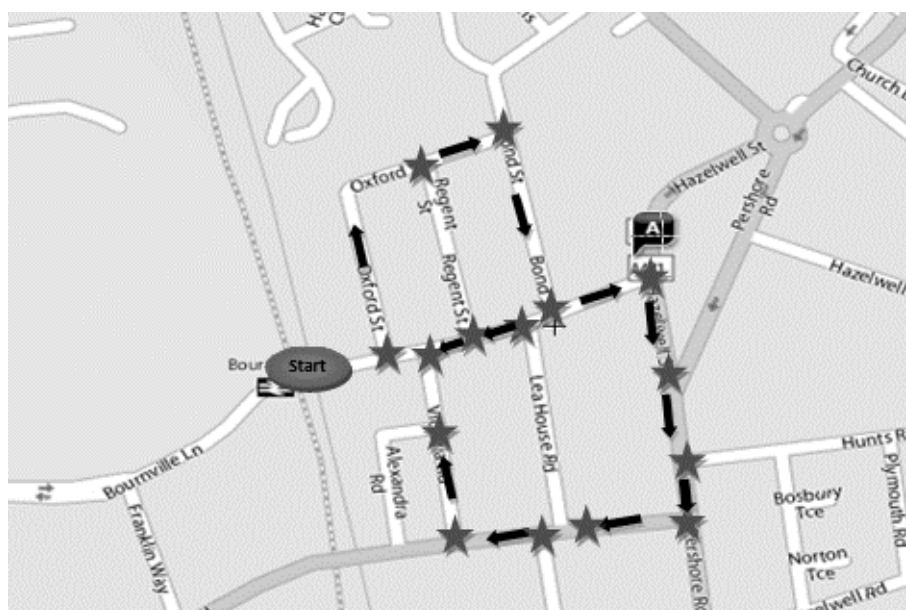 Church
Hazelwell St
Pershore
Rd
Oxford
Regent
St
Bond St
A
Hazelwell
Oxford St
Regent St
Bond
Bour
Start
Lea House Rd
Hunts R
Bournville Ln
Alexandra
Rd
Plymouth Rd
Bosbury
Tce
Franklin Way
Norton
Tce
Pershore Rd